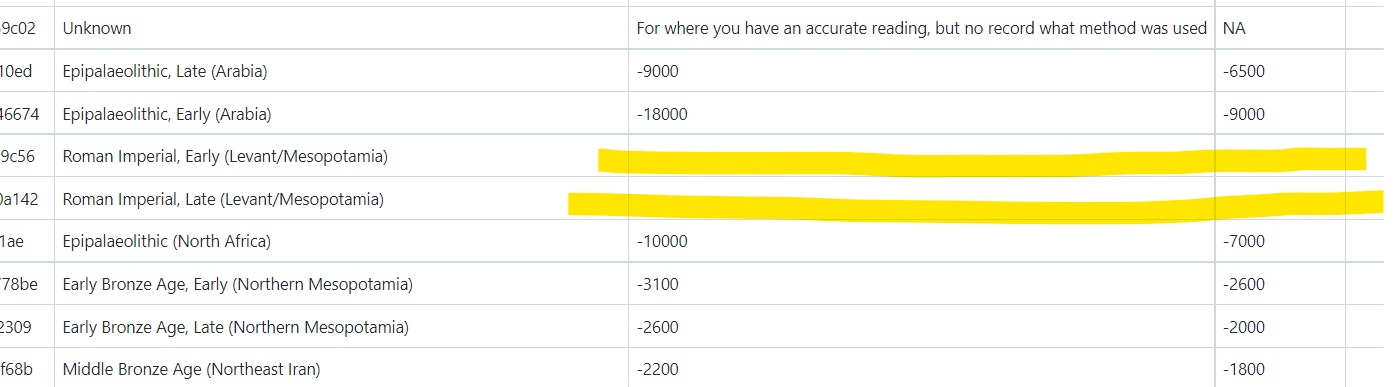 9c02 Unknown For where you have an accurate reading, but no record what method was used NA
10ed Epipalaeolithic, Late (Arabia) -9000 -6500
46674 Epipalaeolithic, Early (Arabia) -18000 -9000
9c56 Roman Imperial, Early (Levant/Mesopotamia)
0a142 Roman Imperial, Late (Levant/Mesopotamia)
1ae Epipalaeolithic (North Africa) -10000 -7000
78be Early Bronze Age, Early (Northern Mesopotamia) -3100 -2600
2309 Early Bronze Age, Late (Northern Mesopotamia) -2600 -2000
f68b Middle Bronze Age (Northeast Iran) -2200 -1800